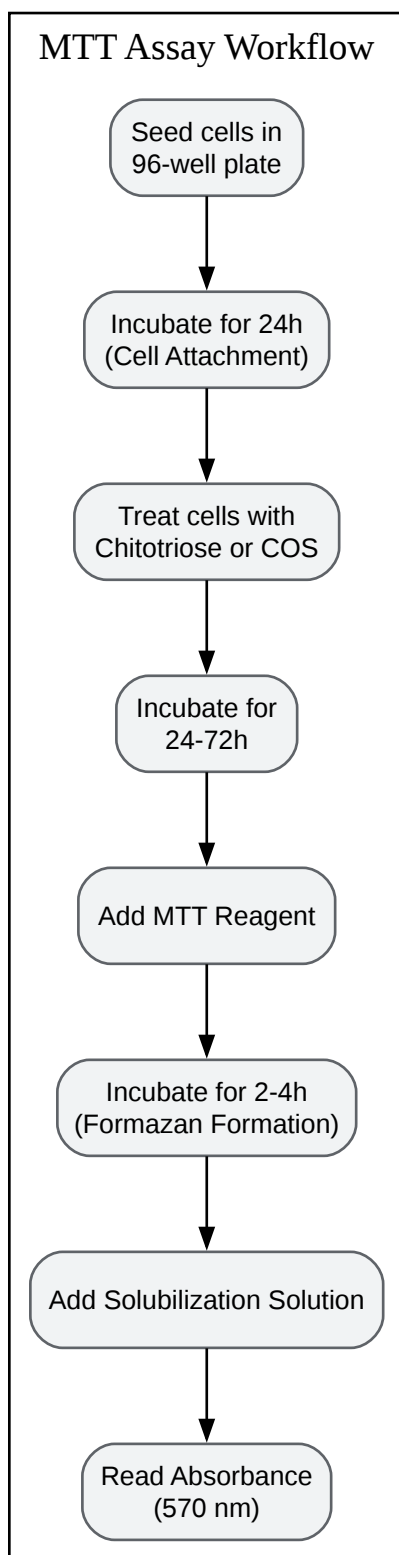 MTT Assay Workflow
Seed cells in
96-well plate
Incubate for 24h
(Cell Attachment)
Treat cells with
Chitotriose or COS
Incubate for
24-72h
Add MTT Reagent
Incubate for 2-4h
(Formazan Formation)
Add Solubilization Solution
Read Absorbance
(570 nm)